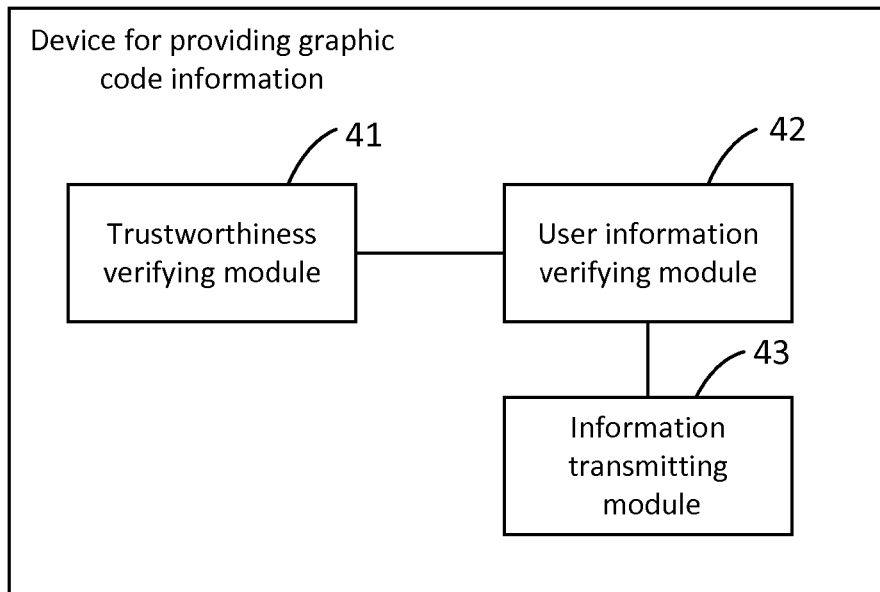 Device for providing graphic
code information
41
42
Trustworthiness
verifying module
User information
verifying module
43
Information
transmitting
module